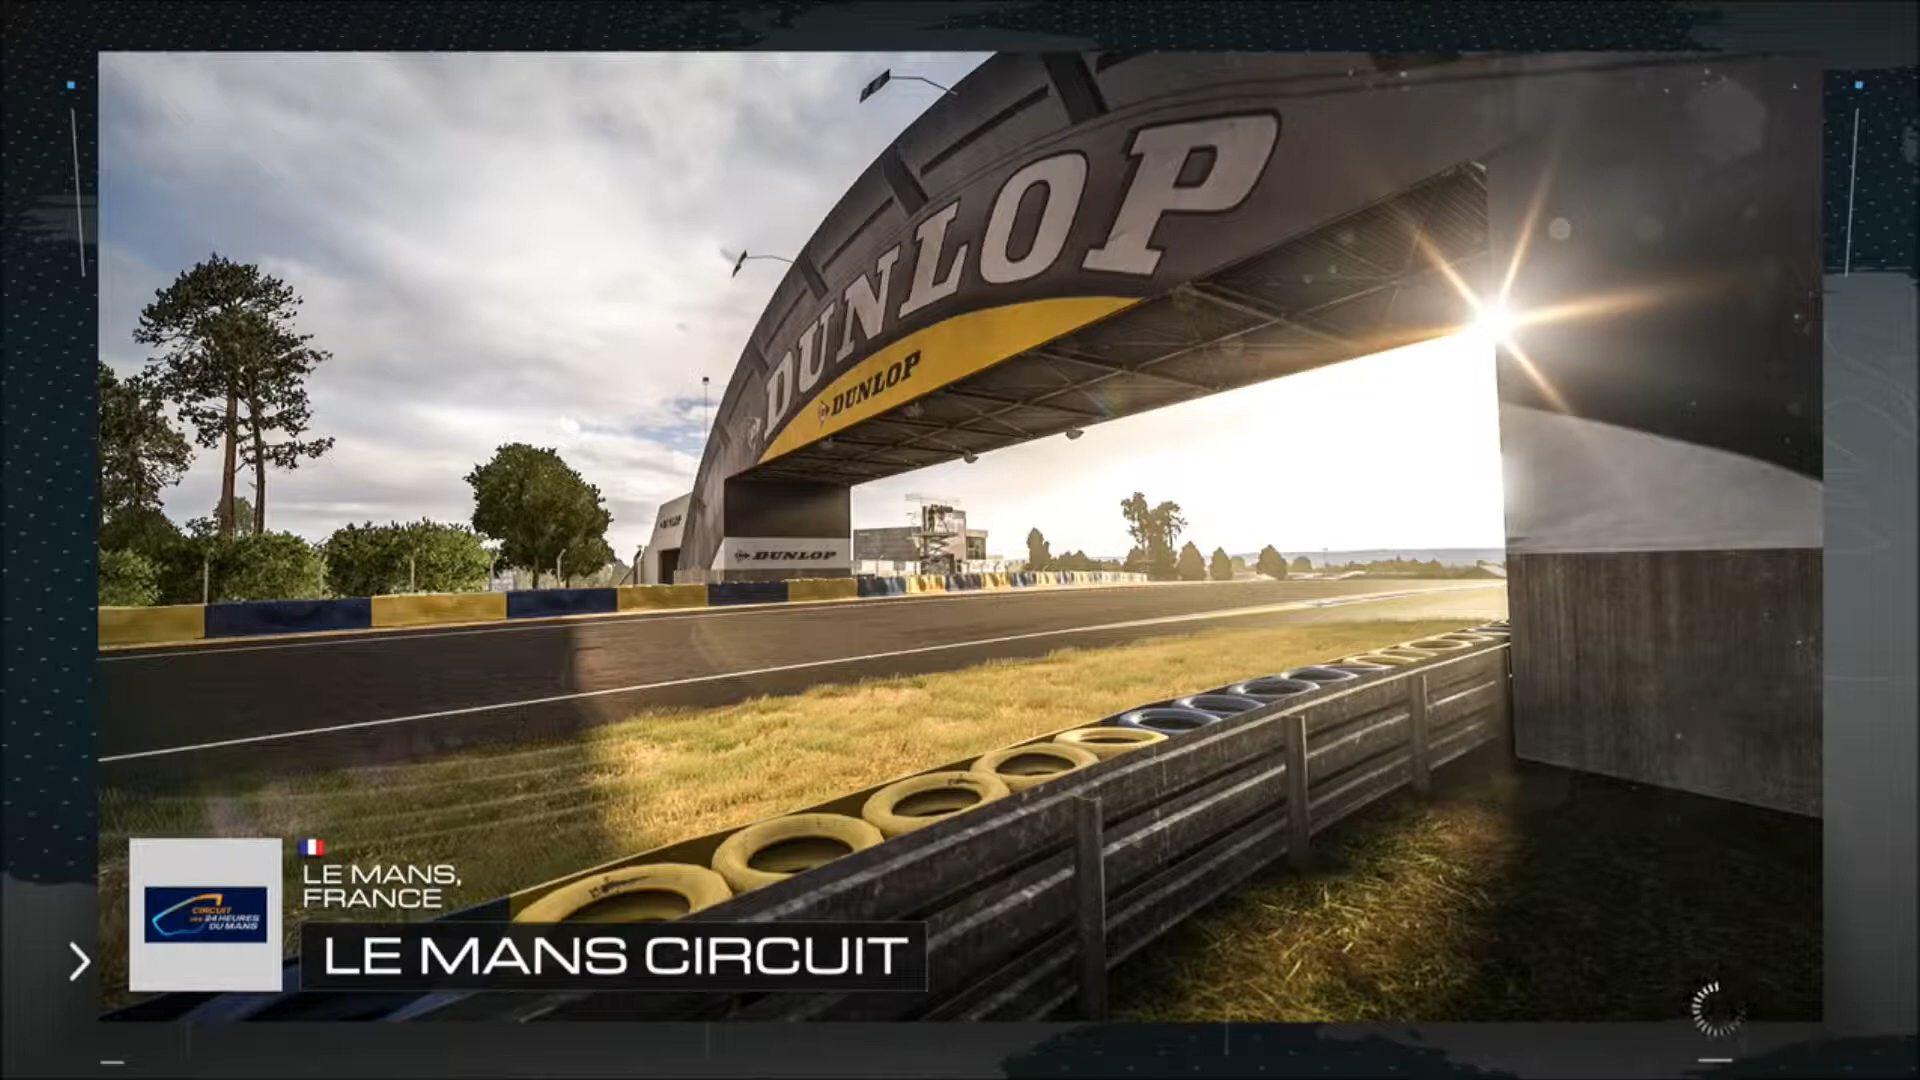 DUNLOP
DUNLOP
DUNLOP
DUNLOP
CIRCUIT
DES 24 HEURES
DU MANS
LE MANS,
FRANCE
LE MANS CIRCUIT